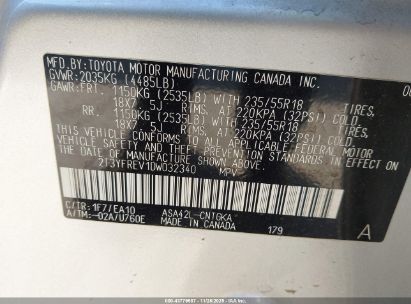 MFD.BY: TOYOTA MOTOR MANUFACTURING CANADA INC.
GVWR: 2035KG (4485LB)
GAWR: FRT. 1150KG (2535LB) WITH 235/55R18 TIRES,
18X7.5J RIMS, AT 220KPA (32PSI) COLD
RR. 1150KG (2535LB) WITH 235/55R18 TIRES,
18X7.5J RIMS, AT 220KPA (32PSI) COLD
THIS VEHICLE CONFORMS TO ALL APPLICABLE FEDERAL MOTOR
VEHICLE SAFETY STANDARDS IN EFFECT ON THE
DATE OF MANUFACTURE SHOWN ABOVE.
2T3YFREV1DW032340 MPV
C/TR: 1F7/EA10 ASA42L-CNTGKA
A/TM: -02A/U760E MADE IN CANADA
179 A